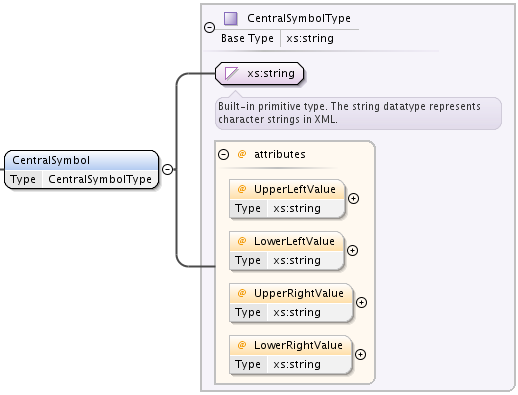 CentralSymbolType
Base Type xs:string
xs:string
Built-in primitive type. The string datatype represents
character strings in XML.
CentralSymbol
Type CentralSymbolType
@ attributes
@ UpperLeftValue
Type xs:string
@ LowerLeftValue
Type xs:string
@ UpperRightValue
Type xs:string
@ LowerRightValue
Type xs:string